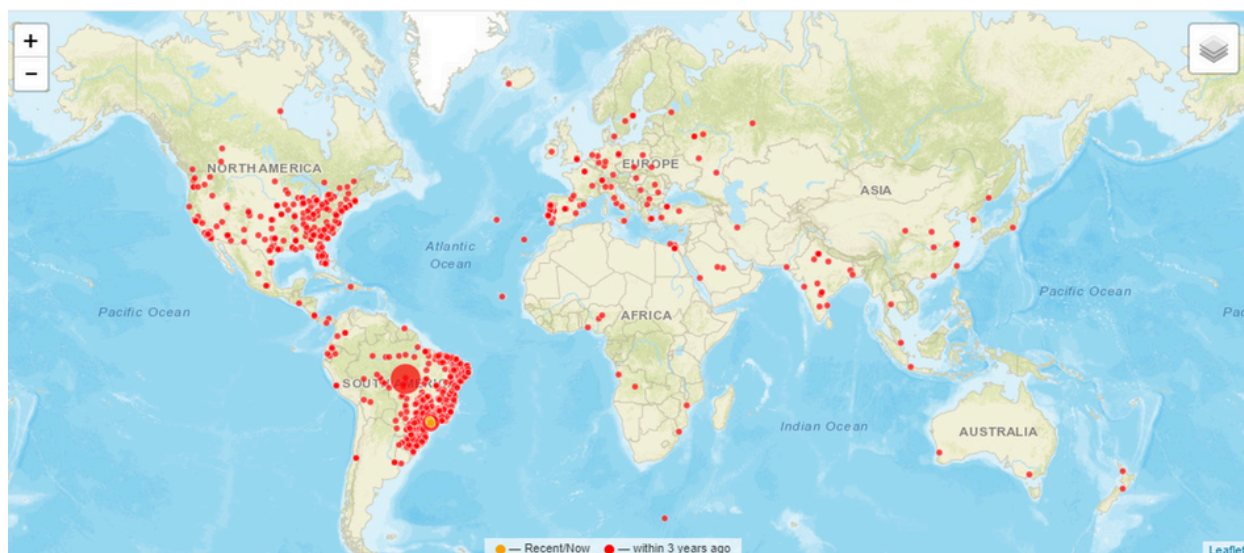 +
−
NORTH AMERICA
EUROPE
ASIA
Atlantic
Ocean
Pacific Ocean
Pacific Ocean
AFRICA
SOUTH AMERICA
Indian Ocean
AUSTRALIA
— Recent/Now — within 3 years ago
Leaflet